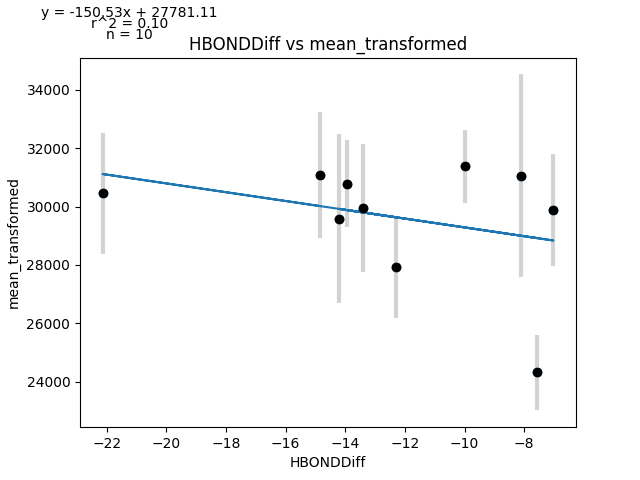 y = -150.53x + 27781.11
r^2 = 0.10
n = 10
HBONDDiff vs mean_transformed
34000
32000
30000
28000
26000
24000
mean_transformed
−22
−20
−18
−16
−14
−12
−10
−8
HBONDDiff